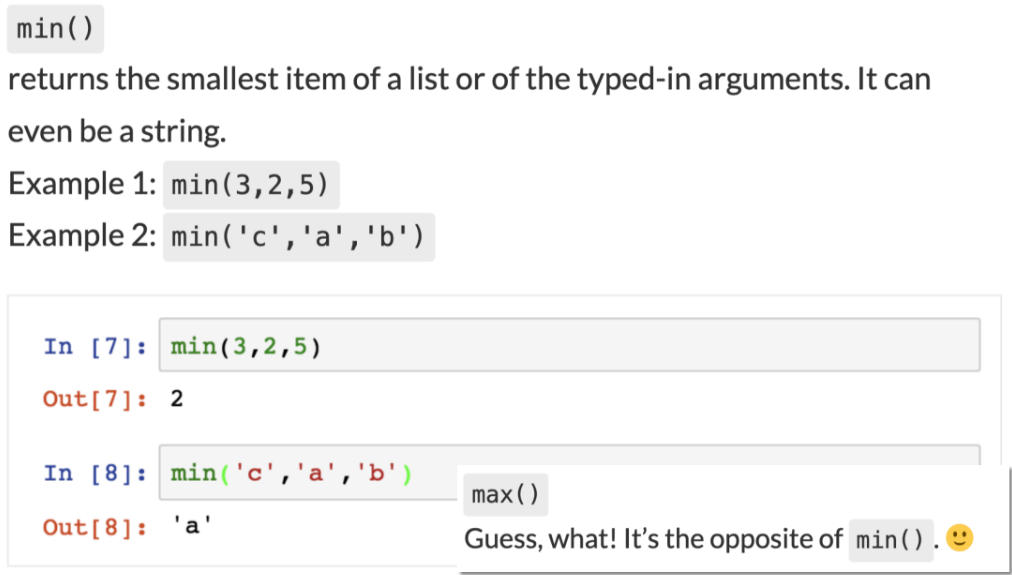 min()
returns the smallest item of a list or of the typed-in arguments. It can
even be a string.
Example 1: min(3,2,5)
Example 2: min('c','a','b')
In [7]: min(3,2,5)
Out[7]: 2
In [8]: min('c','a','b')
Out[8]: 'a'
max()
Guess, what! It’s the opposite of min(). 🙂